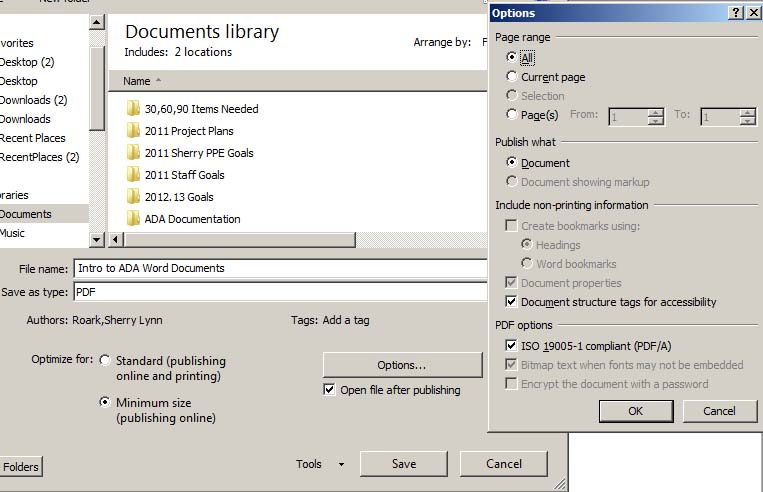 New Folder
vorites
Desktop (2)
Desktop
Downloads (2)
Downloads
Recent Places
RecentPlaces (2)
raries
Documents
Music
Documents library
Includes: 2 locations
Arrange by: F
Name
30,60,90 Items Needed
2011 Project Plans
2011 Sherry PPE Goals
2011 Staff Goals
2012.13 Goals
ADA Documentation
File name: Intro to ADA Word Documents
Save as type: PDF
Authors: Roark,Sherry Lynn
Tags: Add a tag
Optimize for:
Standard (publishing
online and printing)
Minimum size
(publishing online)
Options...
Open file after publishing
Folders
Tools
Save
Cancel
Options
Page range
All
Current page
Selection
Page(s) From: 1 To: 1
Publish what
Document
Document showing markup
Include non-printing information
Create bookmarks using:
Headings
Word bookmarks
Document properties
Document structure tags for accessibility
PDF options
ISO 19005-1 compliant (PDF/A)
Bitmap text when fonts may not be embedded
Encrypt the document with a password
OK
Cancel